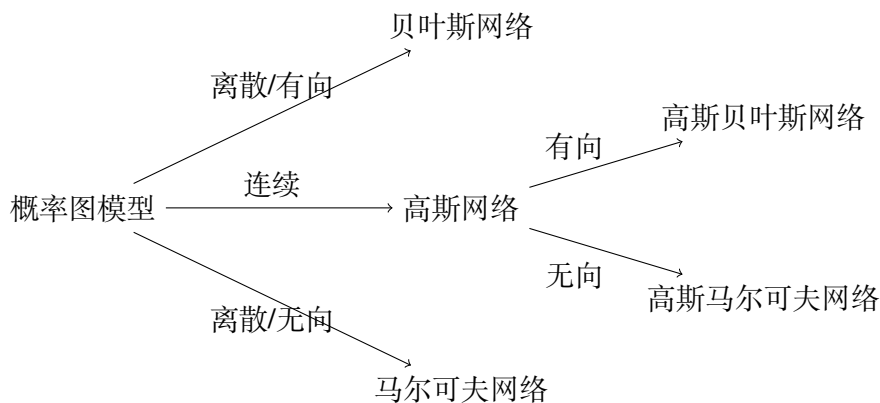 贝叶斯网络
离散/有向
高斯贝叶斯网络
有向
连续
概率图模型
高斯网络
无向
高斯马尔可夫网络
离散/无向
马尔可夫网络